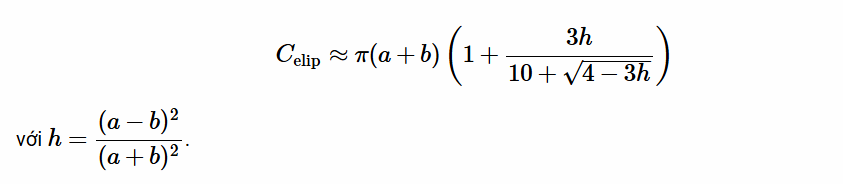 C_elip ≈ π(a + b) (1 + 3h / (10 + √(4 − 3h)))
với h = (a − b)² / (a + b)².